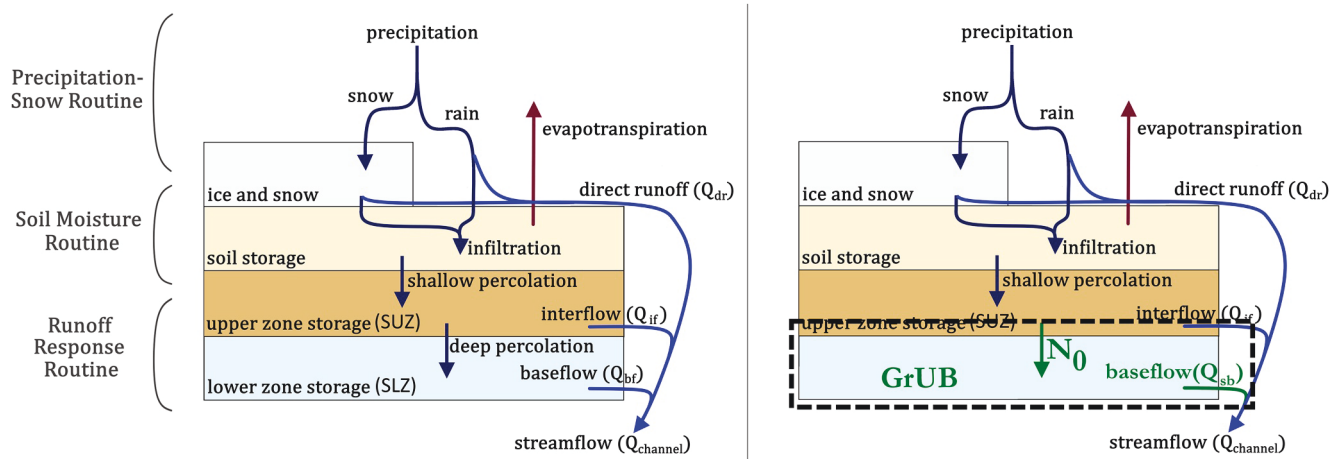 Precipitation-
Snow Routine
Soil Moisture
Routine
Runoff
Response
Routine
precipitation
snow
rain
evapotranspiration
ice and snow
direct runoff (Qdr)
infiltration
soil storage
shallow percolation
upper zone storage (SUZ)
interflow (Qif)
deep percolation
baseflow (Qbf)
lower zone storage (SLZ)
streamflow (Qchannel)
precipitation
snow
rain
evapotranspiration
ice and snow
direct runoff (Qdr)
infiltration
soil storage
shallow percolation
upper zone storage (SUZ)
interflow (Qif)
N0
GrUB
baseflow(Qsb)
streamflow (Qchannel)